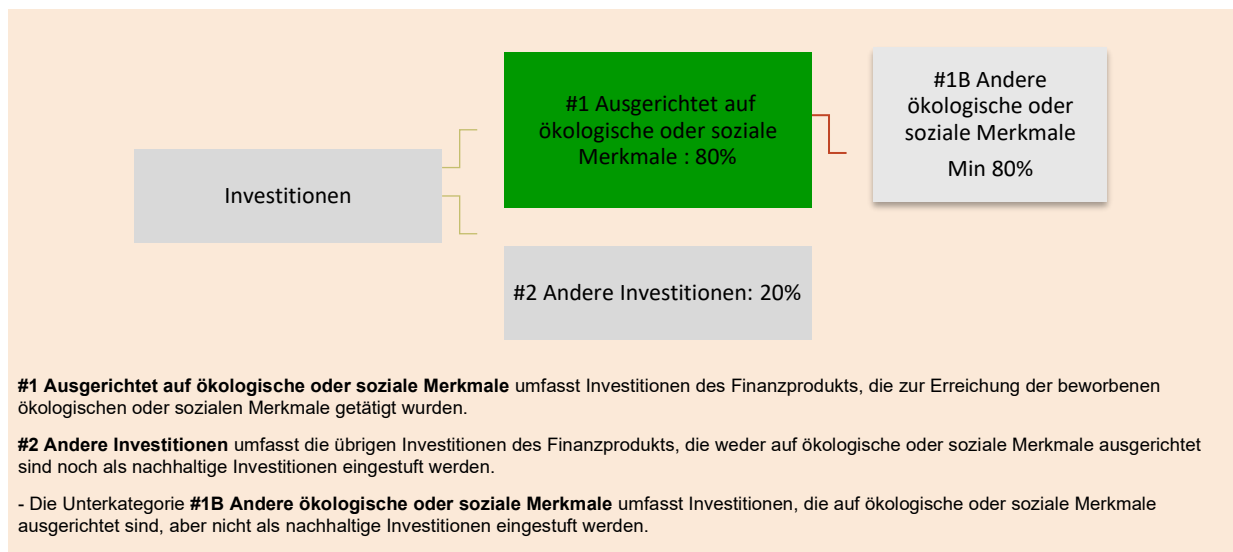 #1 Ausgerichtet auf
ökologische oder soziale
Merkmale : 80%
#1B Andere
ökologische oder
soziale Merkmale
Min 80%
Investitionen
#2 Andere Investitionen: 20%
#1 Ausgerichtet auf ökologische oder soziale Merkmale umfasst Investitionen des Finanzprodukts, die zur Erreichung der beworbenen
ökologischen oder sozialen Merkmale getätigt wurden.
#2 Andere Investitionen umfasst die übrigen Investitionen des Finanzprodukts, die weder auf ökologische oder soziale Merkmale ausgerichtet
sind noch als nachhaltige Investitionen eingestuft werden.
- Die Unterkategorie #1B Andere ökologische oder soziale Merkmale umfasst Investitionen, die auf ökologische oder soziale Merkmale
ausgerichtet sind, aber nicht als nachhaltige Investitionen eingestuft werden.